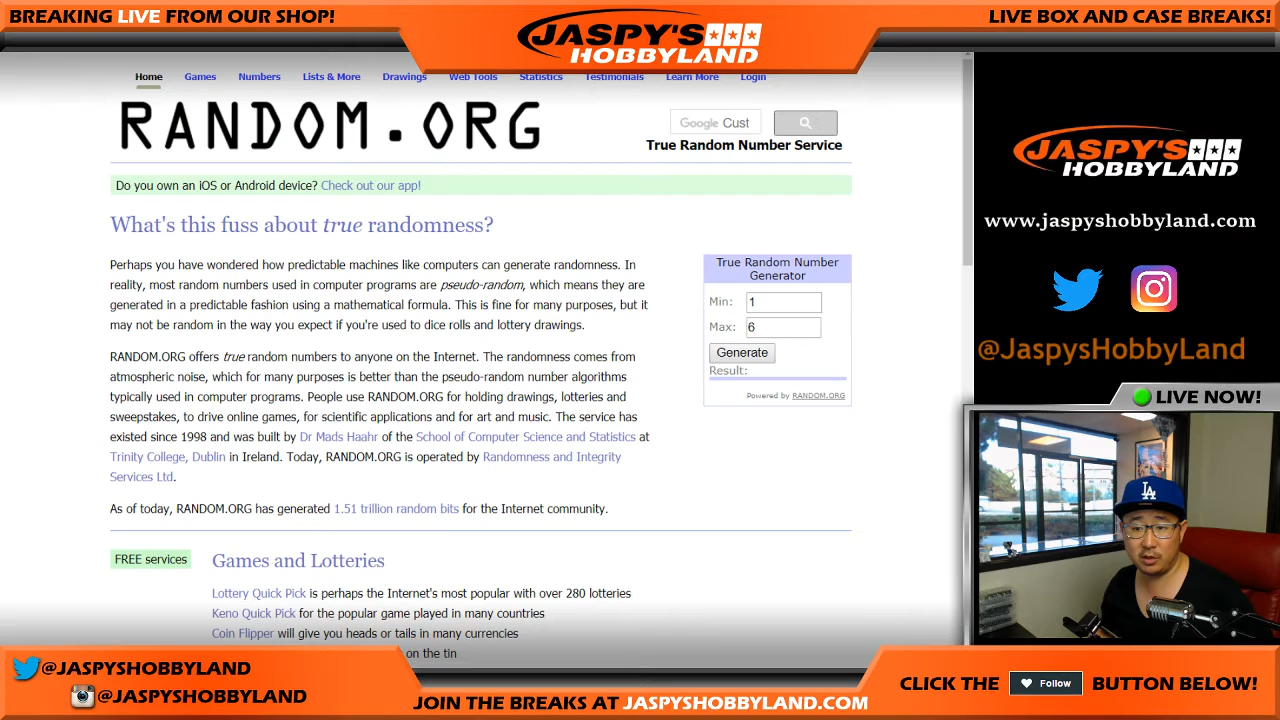 BREAKING LIVE FROM OUR SHOP!
JASPY'S
HOBBYLAND
LIVE BOX AND CASE BREAKS!
Home Games Numbers Lists & More Drawings Web Tools Statistics Testimonials Learn More Login
RANDOM.ORG
Google Cust
True Random Number Service
Do you own an iOS or Android device? Check out our app!
What's this fuss about true randomness?
Perhaps you have wondered how predictable machines like computers can generate randomness. In
reality, most random numbers used in computer programs are pseudo-random, which means they are
generated in a predictable fashion using a mathematical formula. This is fine for many purposes, but it
may not be random in the way you expect if you're used to dice rolls and lottery drawings.
RANDOM.ORG offers true random numbers to anyone on the Internet. The randomness comes from
atmospheric noise, which for many purposes is better than the pseudo-random number algorithms
typically used in computer programs. People use RANDOM.ORG for holding drawings, lotteries and
sweepstakes, to drive online games, for scientific applications and for art and music. The service has
existed since 1998 and was built by Dr Mads Haahr of the School of Computer Science and Statistics at
Trinity College, Dublin in Ireland. Today, RANDOM.ORG is operated by Randomness and Integrity
Services Ltd.
As of today, RANDOM.ORG has generated 1.51 trillion random bits for the Internet community.
True Random Number
Generator
Min: 1
Max: 6
Generate
Result:
Powered by RANDOM.ORG
FREE services
Games and Lotteries
Lottery Quick Pick is perhaps the Internet's most popular with over 280 lotteries
Keno Quick Pick for the popular game played in many countries
Coin Flipper will give you heads or tails in many currencies
on the tin
JASPY'S
HOBBYLAND
www.jaspyshobbyland.com
@JaspysHobbyLand
LIVE NOW!
LA
@JASPYSHOBBYLAND
@JASPYSHOBBYLAND
JOIN THE BREAKS AT JASPYSHOBBYLAND.COM
CLICK THE Follow BUTTON BELOW!